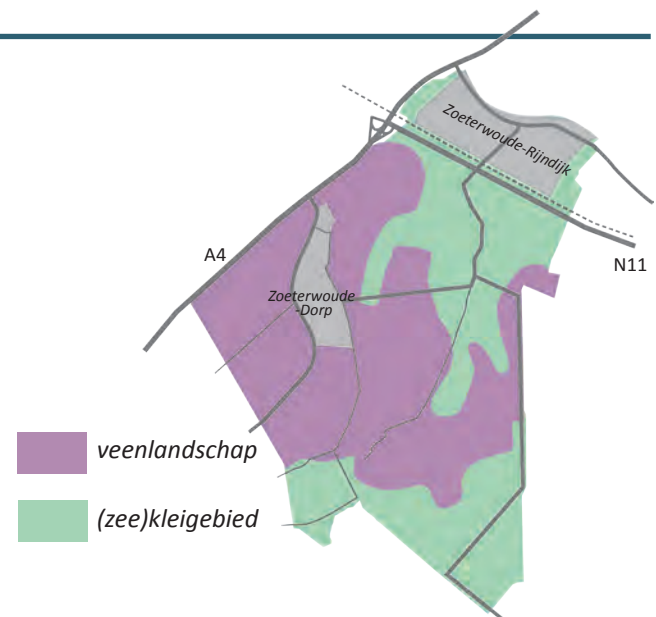 Zoeterwoude-Rijndijk
A4
N11
Zoeterwoude
-Dorp
veenlandschap
(zee)kleigebied